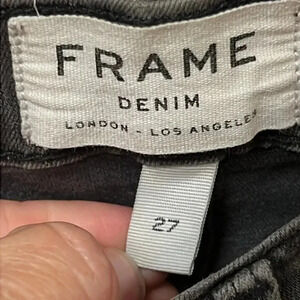 FRAME
DENIM
LONDON - LOS ANGELES
27